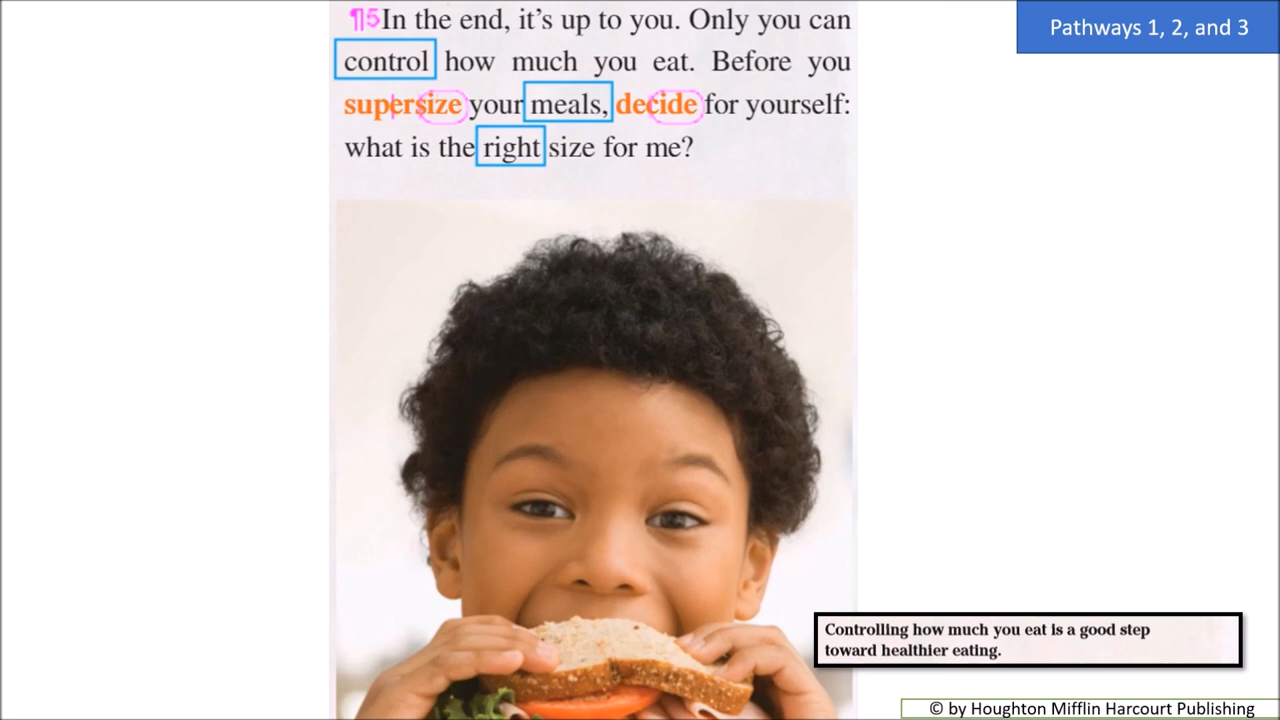 Pathways 1, 2, and 3
¶5In the end, it's up to you. Only you can
control how much you eat. Before you
supersize your meals, decide for yourself:
what is the right size for me?
Controlling how much you eat is a good step
toward healthier eating.
© by Houghton Mifflin Harcourt Publishing